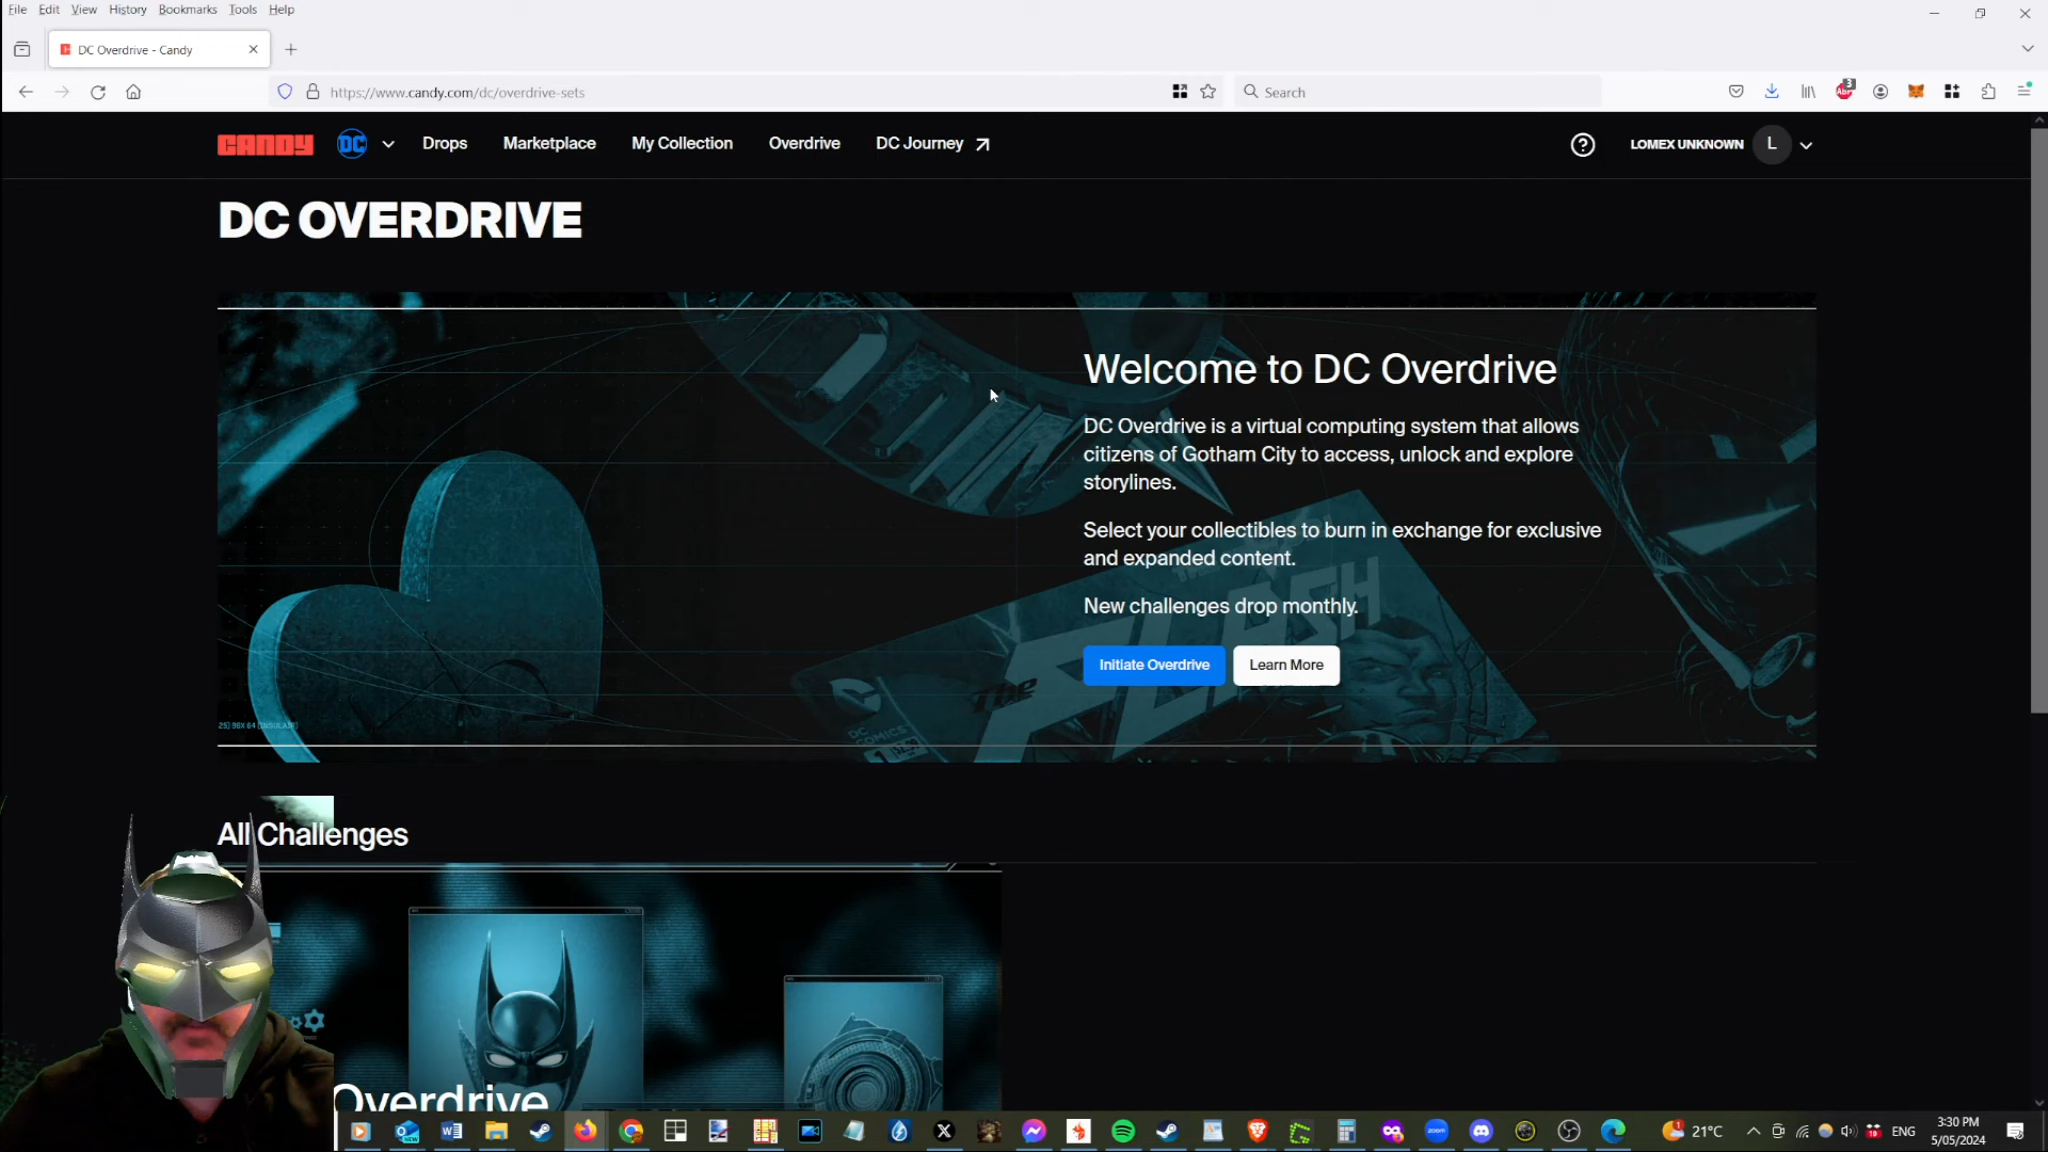 File Edit View History Bookmarks Tools Help
DC Overdrive - Candy
https://www.candy.com/dc/overdrive-sets
Search
3
CANDY DC Drops Marketplace My Collection Overdrive DC Journey
LOMEX UNKNOWN L
DC OVERDRIVE
Welcome to DC Overdrive
DC Overdrive is a virtual computing system that allows
citizens of Gotham City to access, unlock and explore
storylines.
Select your collectibles to burn in exchange for exclusive
and expanded content.
New challenges drop monthly.
Initiate Overdrive Learn More
THE FLASH
DC COMICS
All Challenges
Overdrive
21°C
ENG
3:30 PM
5/05/2024